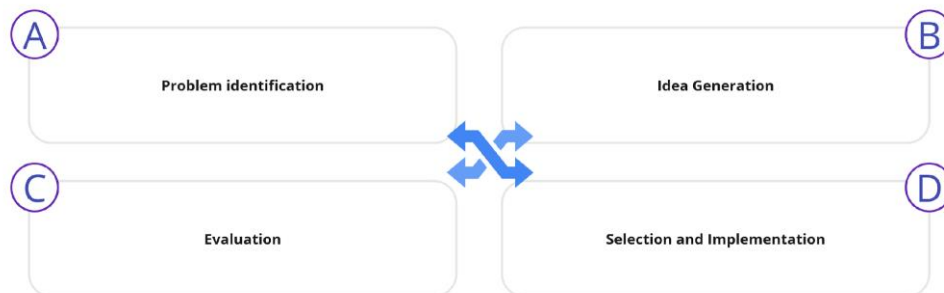 A
Problem identification
B
Idea Generation
C
Evaluation
D
Selection and Implementation